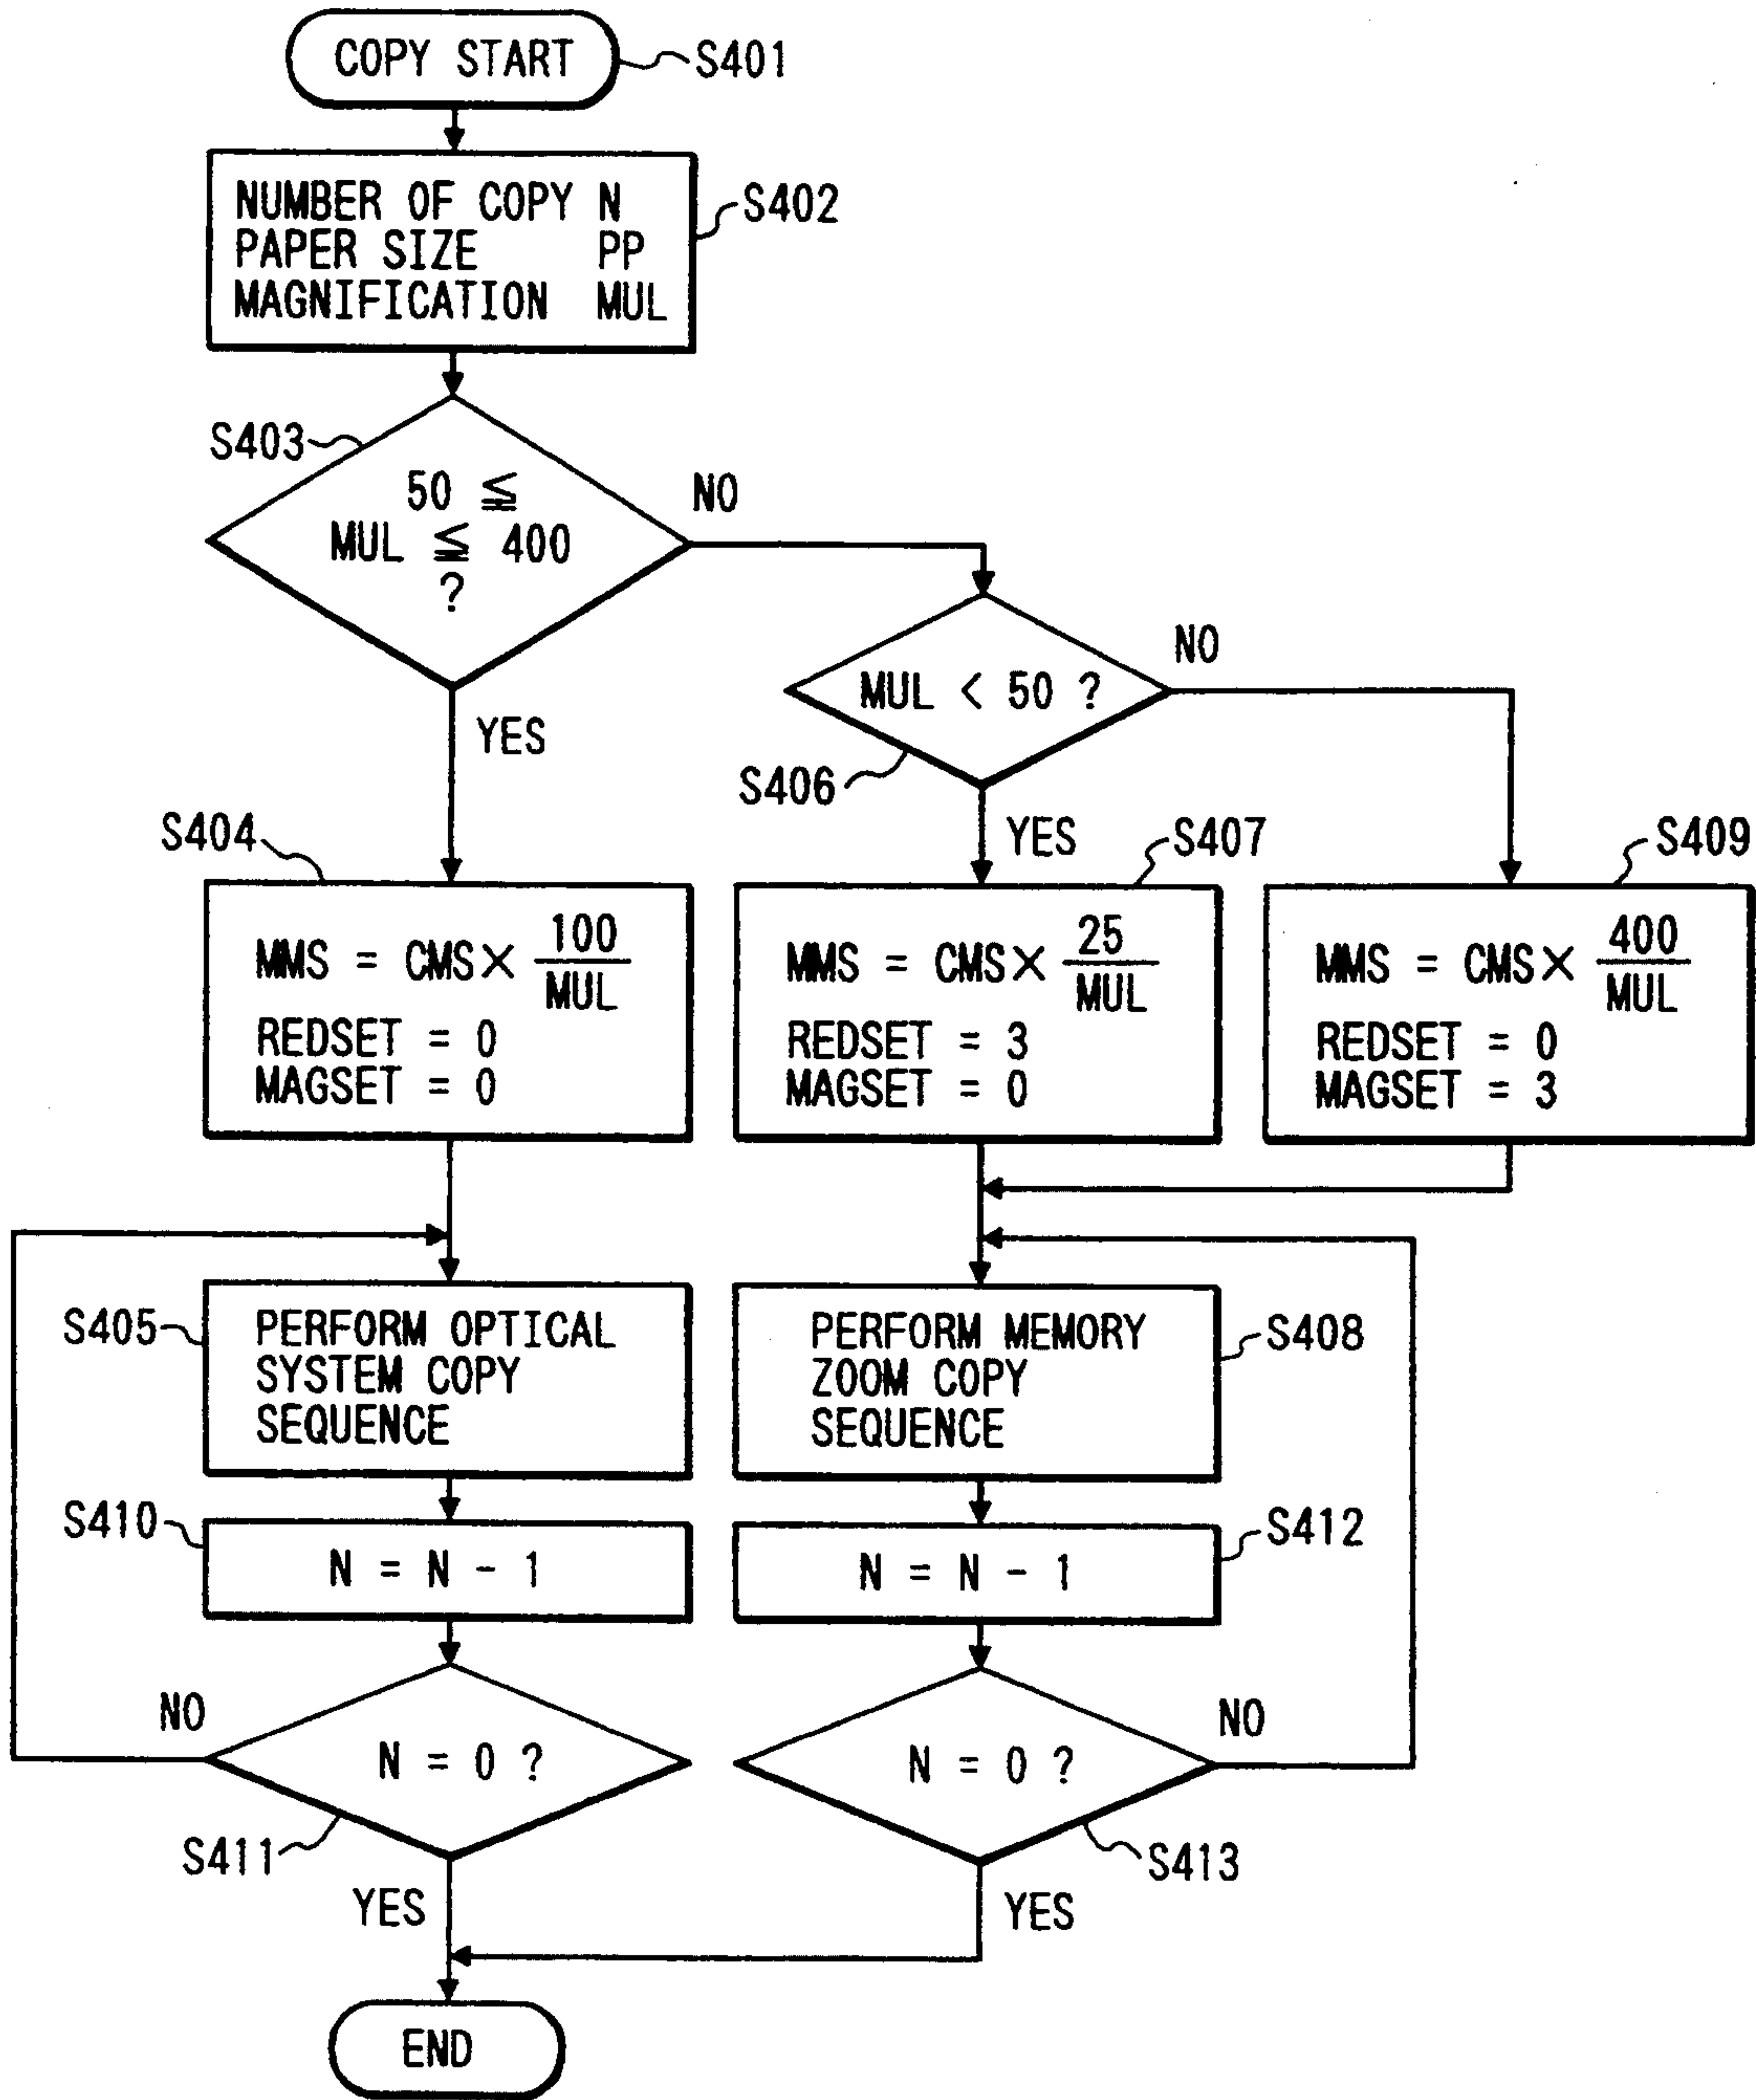 COPY START
S401
NUMBER OF COPY N
PAPER SIZE PP
MAGNIFICATION MUL
S402
S403
50 ≦
MUL ≦ 400
?
NO
YES
MUL < 50 ?
NO
S406
YES
S404
MMS = CMS × 100/MUL
REDSET = 0
MAGSET = 0
S407
MMS = CMS × 25/MUL
REDSET = 3
MAGSET = 0
S409
MMS = CMS × 400/MUL
REDSET = 0
MAGSET = 3
S405
PERFORM OPTICAL
SYSTEM COPY
SEQUENCE
PERFORM MEMORY
ZOOM COPY
SEQUENCE
S408
S410
N = N - 1
N = N - 1
S412
NO
N = 0 ?
S411
YES
N = 0 ?
NO
S413
YES
END